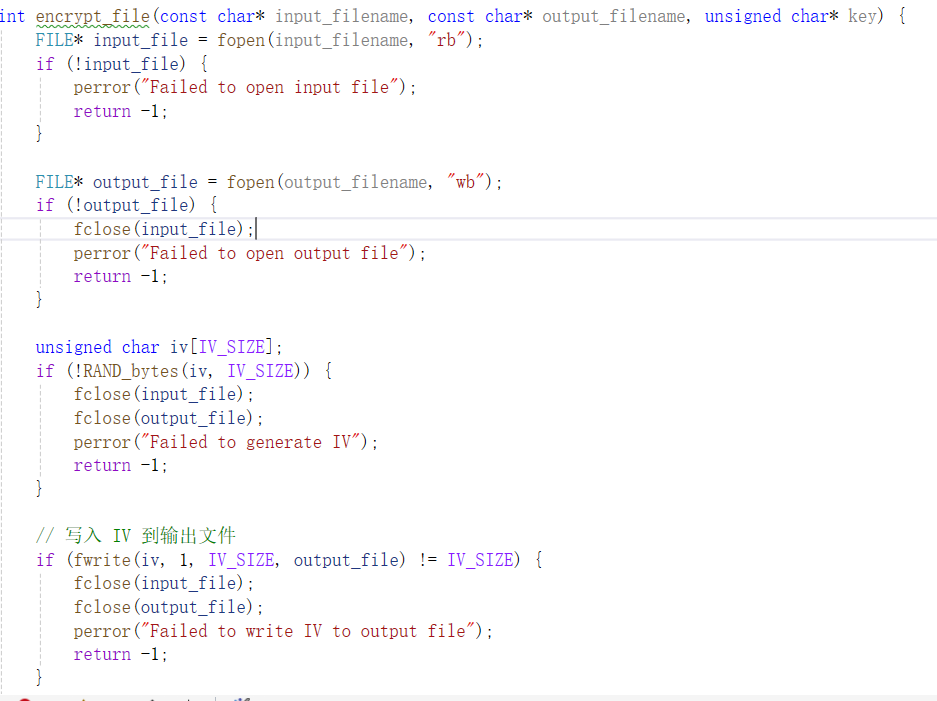 int encrypt_file(const char* input_filename, const char* output_filename, unsigned char* key) {
FILE* input_file = fopen(input_filename, "rb");
if (!input_file) {
perror("Failed to open input file");
return -1;
}
FILE* output_file = fopen(output_filename, "wb");
if (!output_file) {
fclose(input_file);
perror("Failed to open output file");
return -1;
}
unsigned char iv[IV_SIZE];
if (!RAND_bytes(iv, IV_SIZE)) {
fclose(input_file);
fclose(output_file);
perror("Failed to generate IV");
return -1;
}
// 写入 IV 到输出文件
if (fwrite(iv, 1, IV_SIZE, output_file) != IV_SIZE) {
fclose(input_file);
fclose(output_file);
perror("Failed to write IV to output file");
return -1;
}